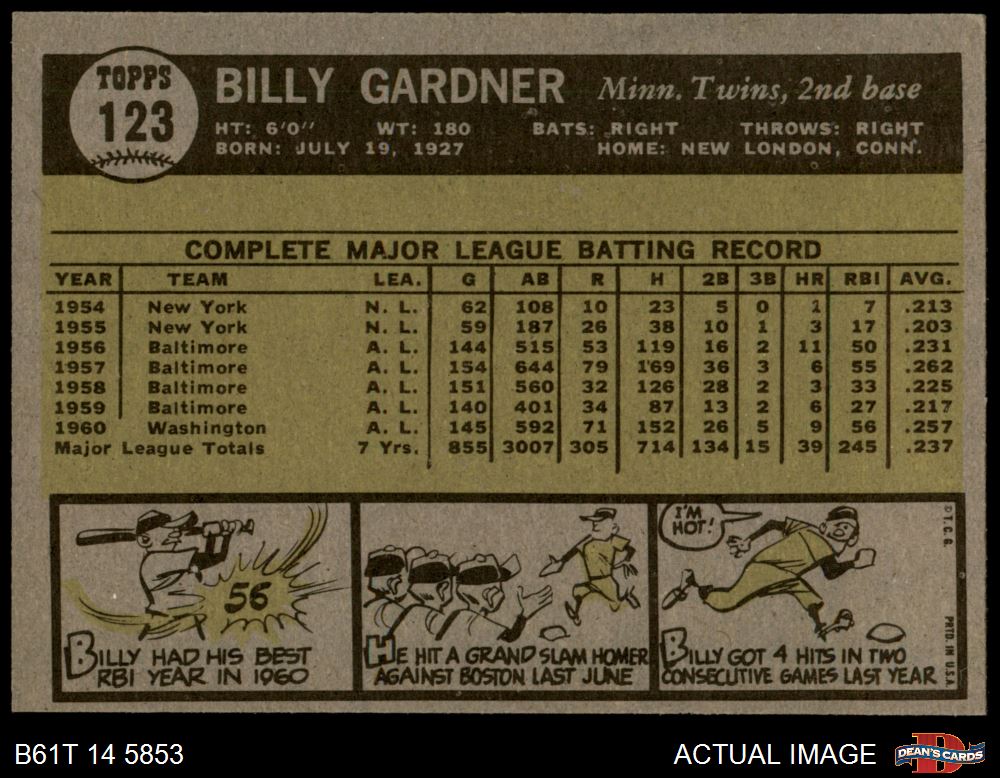 TOPPS
123
BILLY GARDNER Minn. Twins, 2nd base
HT: 6'0'' WT: 180 BATS: RIGHT THROWS: RIGHT
BORN: JULY 19, 1927 HOME: NEW LONDON, CONN.
COMPLETE MAJOR LEAGUE BATTING RECORD
YEAR TEAM LEA. G AB R H 2B 3B HR RBI AVG.
1954 New York N. L. 62 108 10 23 5 0 1 7 .213
1955 New York N. L. 59 187 26 38 10 1 3 17 .203
1956 Baltimore A. L. 144 515 53 119 16 2 11 50 .231
1957 Baltimore A. L. 154 644 79 169 36 3 6 55 .262
1958 Baltimore A. L. 151 560 32 126 28 2 3 33 .225
1959 Baltimore A. L. 140 401 34 87 13 2 6 27 .217
1960 Washington A. L. 145 592 71 152 26 5 9 56 .257
Major League Totals 7 Yrs. 855 3007 305 714 134 15 39 245 .237
56
BILLY HAD HIS BEST
RBI YEAR IN 1960
HE HIT A GRAND SLAM HOMER
AGAINST BOSTON LAST JUNE
I'M
HOT!
BILLY GOT 4 HITS IN TWO
CONSECUTIVE GAMES LAST YEAR
© T. C. G.
PRTD. IN U.S.A.
B61T 14 5853
ACTUAL IMAGE
DEAN'S CARDS